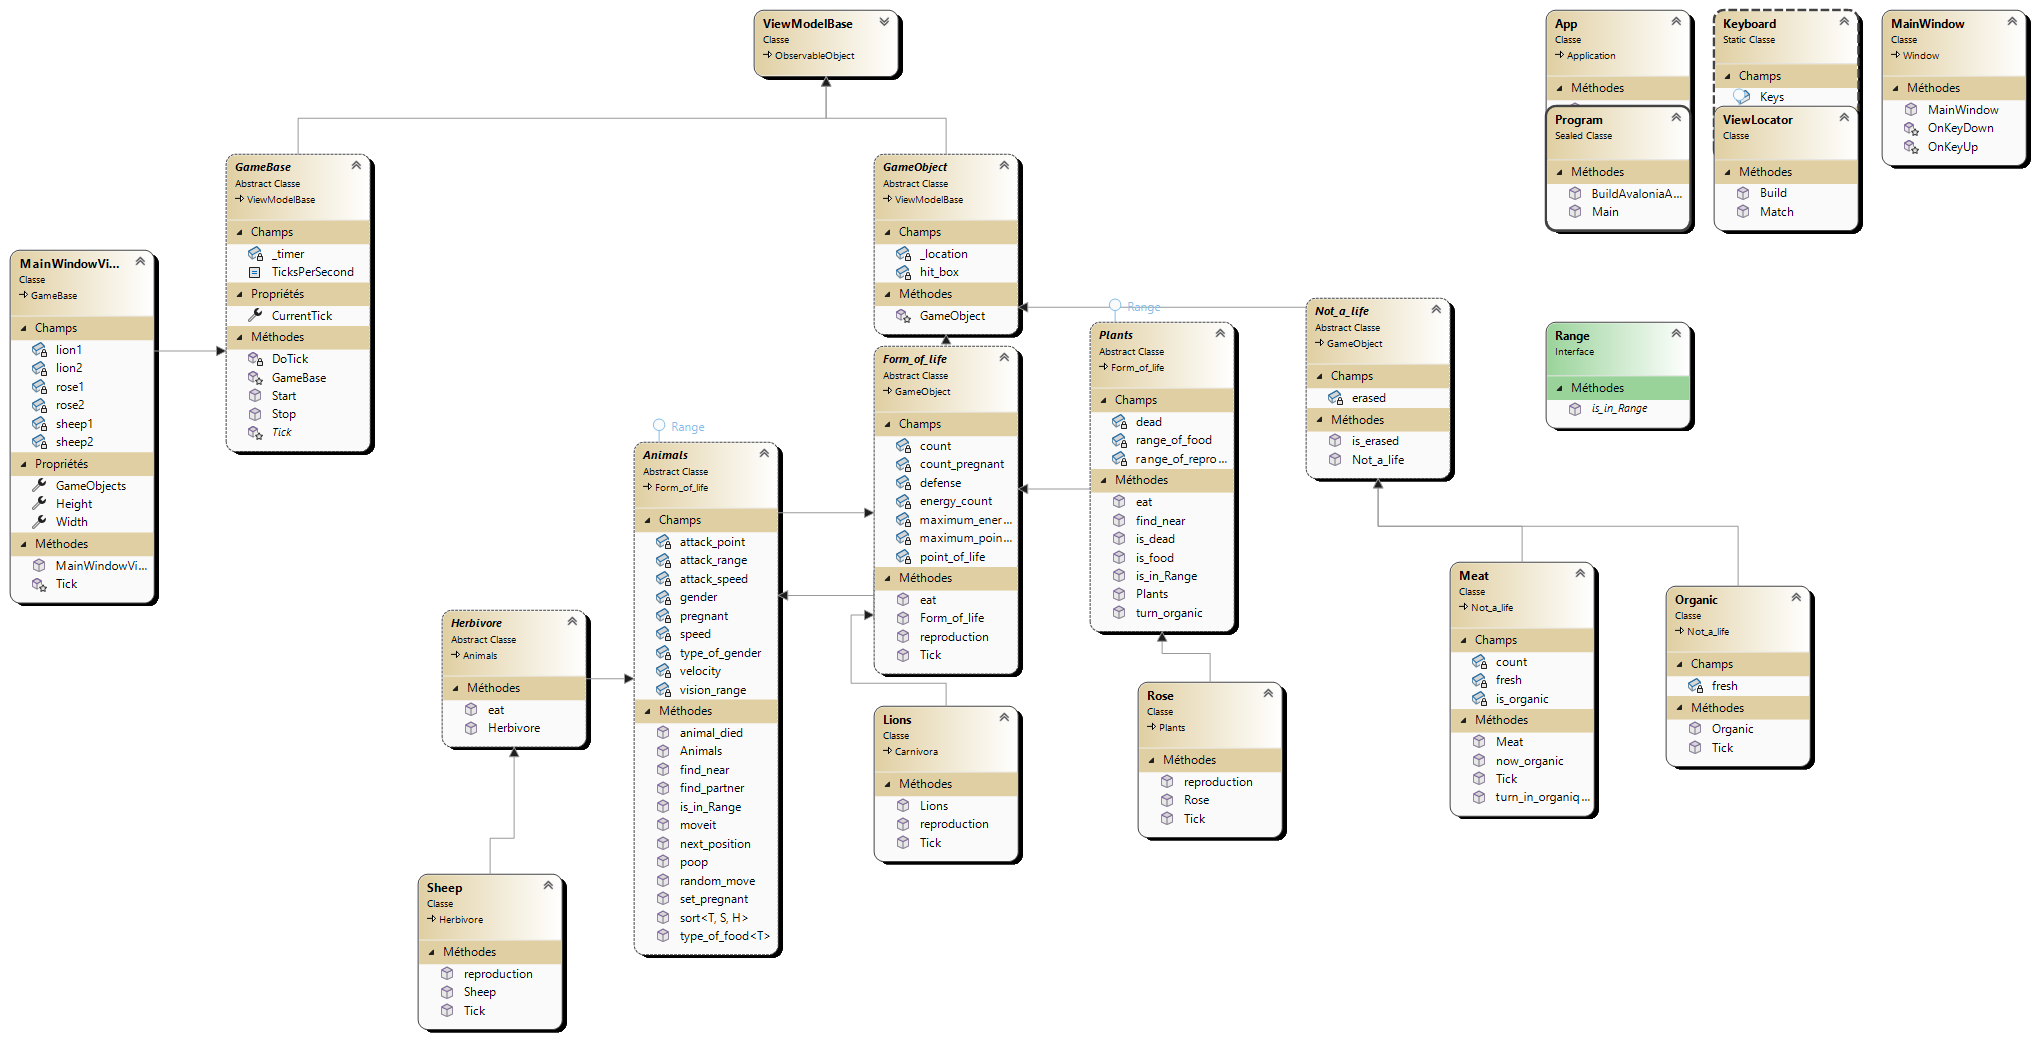 ViewModelBase
Classe
ObservableObject
App
Classe
Application
Méthodes
Program
Sealed Classe
Méthodes
BuildAvaloniaA...
Main
Keyboard
Static Classe
Champs
Keys
ViewLocator
Classe
Méthodes
Build
Match
MainWindow
Classe
Window
Méthodes
MainWindow
OnKeyDown
OnKeyUp
GameBase
Abstract Classe
ViewModelBase
Champs
_timer
TicksPerSecond
Propriétés
CurrentTick
Méthodes
DoTick
GameBase
Start
Stop
Tick
GameObject
Abstract Classe
ViewModelBase
Champs
_location
hit_box
Méthodes
GameObject
MainWindowVi...
Classe
GameBase
Champs
lion1
lion2
rose1
rose2
sheep1
sheep2
Propriétés
GameObjects
Height
Width
Méthodes
MainWindowVi...
Tick
Form_of_life
Abstract Classe
GameObject
Champs
count
count_pregnant
defense
energy_count
maximum_ener...
maximum_poin...
point_of_life
Méthodes
eat
Form_of_life
reproduction
Tick
Range
Plants
Abstract Classe
Form_of_life
Champs
dead
range_of_food
range_of_repro...
Méthodes
eat
find_near
is_dead
is_food
is_in_Range
Plants
turn_organic
Not_a_life
Abstract Classe
GameObject
Champs
erased
Méthodes
is_erased
Not_a_life
Range
Interface
Méthodes
is_in_Range
Range
Animals
Abstract Classe
Form_of_life
Champs
attack_point
attack_range
attack_speed
gender
pregnant
speed
type_of_gender
velocity
vision_range
Méthodes
animal_died
Animals
find_near
find_partner
is_in_Range
moveit
next_position
poop
random_move
set_pregnant
sort<T, S, H>
type_of_food<T>
Herbivore
Abstract Classe
Animals
Méthodes
eat
Herbivore
Lions
Classe
Carnivora
Méthodes
Lions
reproduction
Tick
Rose
Classe
Plants
Méthodes
reproduction
Rose
Tick
Meat
Classe
Not_a_life
Champs
count
fresh
is_organic
Méthodes
Meat
now_organic
Tick
turn_in_organiq...
Organic
Classe
Not_a_life
Champs
fresh
Méthodes
Organic
Tick
Sheep
Classe
Herbivore
Méthodes
reproduction
Sheep
Tick